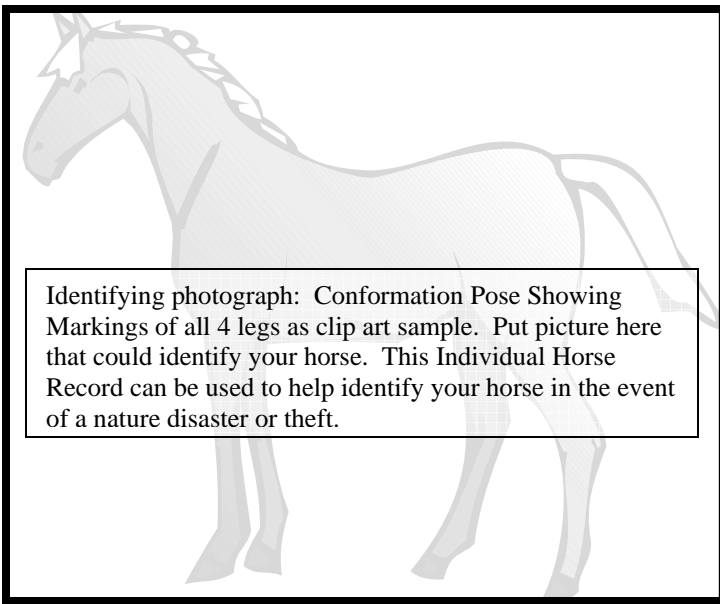 Identifying photograph:  Conformation Pose Showing
Markings of all 4 legs as clip art sample.  Put picture here
that could identify your horse.  This Individual Horse
Record can be used to help identify your horse in the event
of a nature disaster or theft.